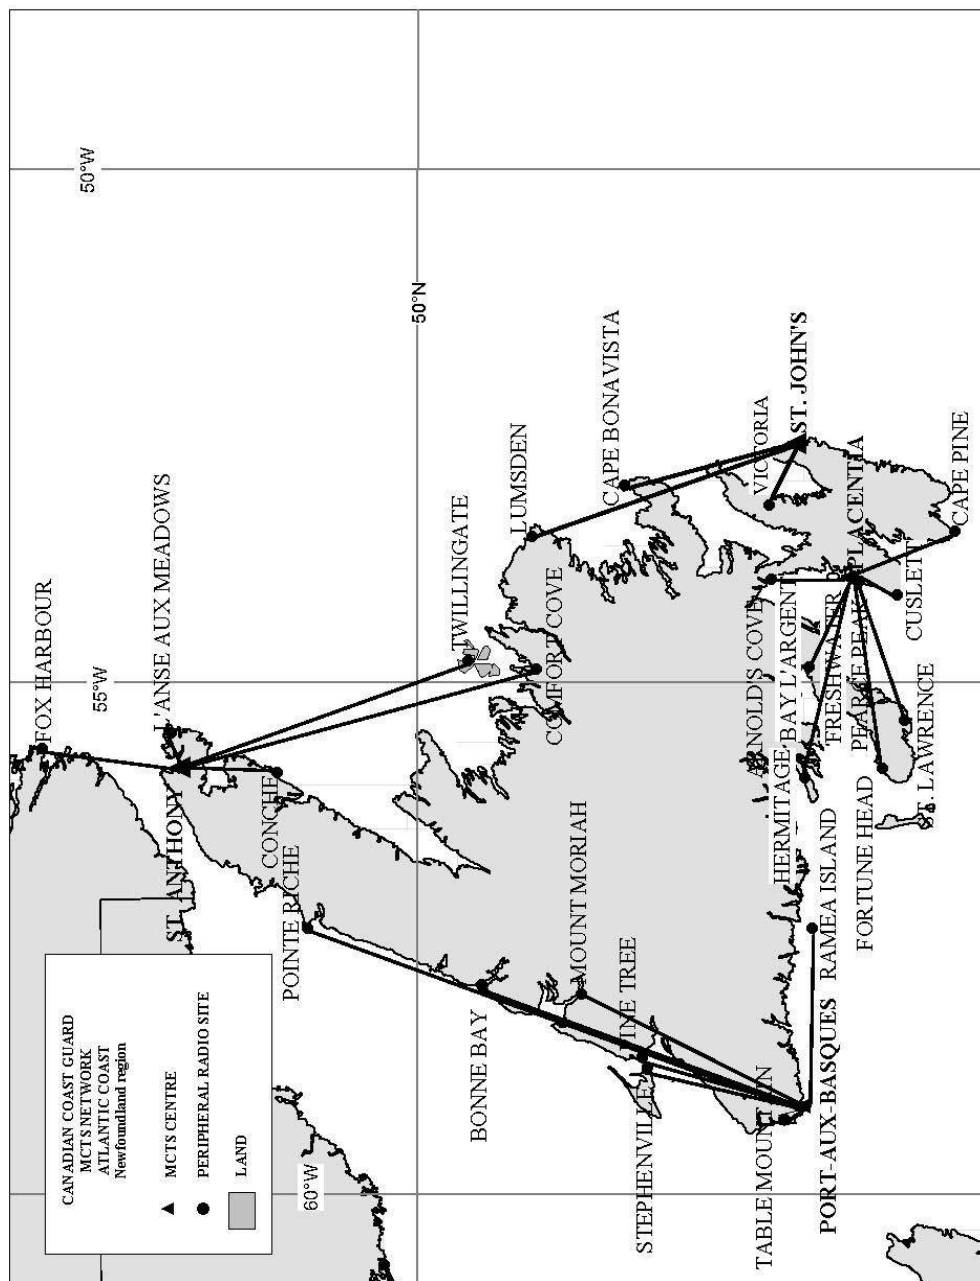 CANADIAN COAST GUARD
MCTS NETWORK
ATLANTIC COAST
Newfoundland region
MCTS CENTRE
PERIPHERAL RADIO SITE
LAND
60°W
55°W
50°W
50°N
FOX HARBOUR
L'ANSE AUX MEADOWS
ST. ANTHONY
CONCHE
POINTE RICHE
TWILLINGATE
LUMSDEN
COMFORT COVE
CAPE BONAVISTA
BONNE BAY
MOUNT MORIAH
PINE TREE
STEPHENVILLE
TABLE MOUNTAIN
PORT-AUX-BASQUES
RAMEA ISLAND
VICTORIA
ST. JOHN'S
ARNOLD'S COVE
HERMITAGE
BAY L'ARGENT
FRESHWATER
PLACENTIA
PEARCE PEAK
FORTUNE HEAD
ST. LAWRENCE
CUSLETT
CAPE PINE